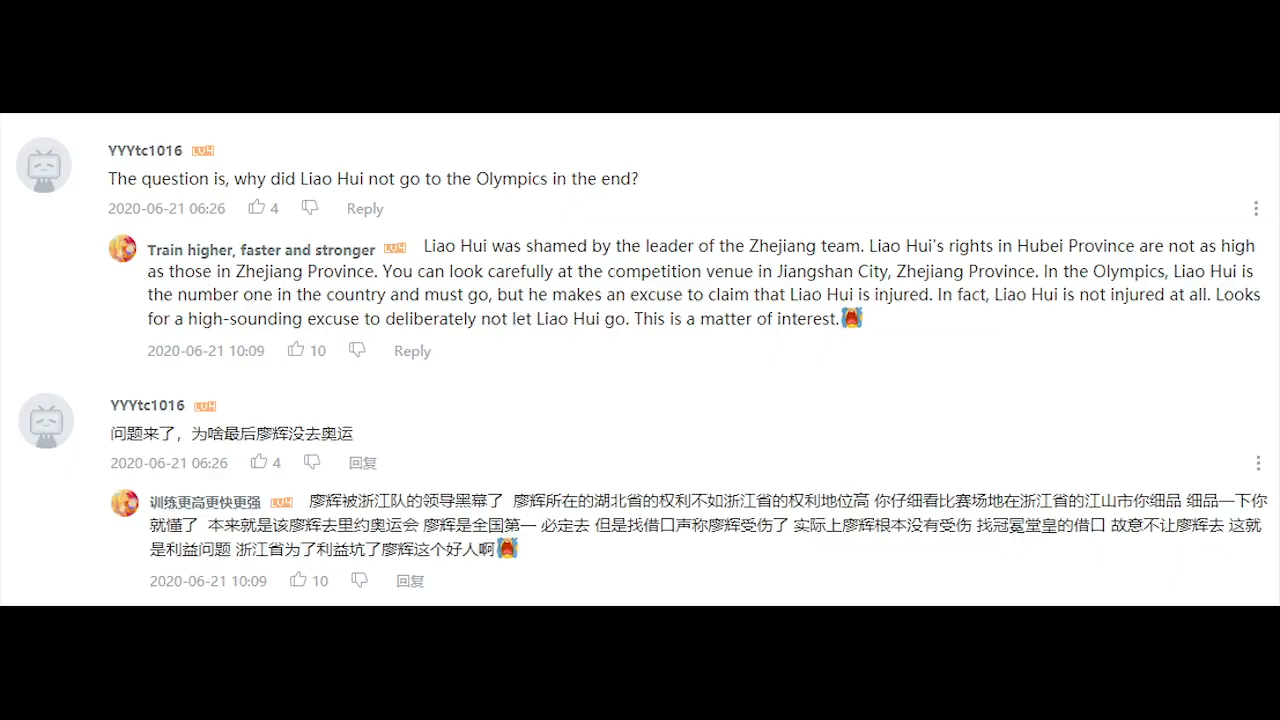 YYYtc1016 LV4
The question is, why did Liao Hui not go to the Olympics in the end?
2020-06-21 06:26 4 Reply
Train higher, faster and stronger LV4 Liao Hui was shamed by the leader of the Zhejiang team. Liao Hui's rights in Hubei Province are not as high
as those in Zhejiang Province. You can look carefully at the competition venue in Jiangshan City, Zhejiang Province. In the Olympics, Liao Hui is
the number one in the country and must go, but he makes an excuse to claim that Liao Hui is injured. In fact, Liao Hui is not injured at all. Looks
for a high-sounding excuse to deliberately not let Liao Hui go. This is a matter of interest.
2020-06-21 10:09 10 Reply
YYYtc1016 LV4
问题来了，为啥最后廖辉没去奥运
2020-06-21 06:26 4 回复
训练更高更快更强 LV4 廖辉被浙江队的领导黑幕了 廖辉所在的湖北省的权利不如浙江省的权利地位高 你仔细看比赛场地在浙江省的江山市你细品 细品一下你
就懂了 本来就是该廖辉去里约奥运会 廖辉是全国第一 必定去 但是找借口声称廖辉受伤了 实际上廖辉根本没有受伤 找冠冕堂皇的借口 故意不让廖辉去 这就
是利益问题 浙江省为了利益坑了廖辉这个好人啊
2020-06-21 10:09 10 回复